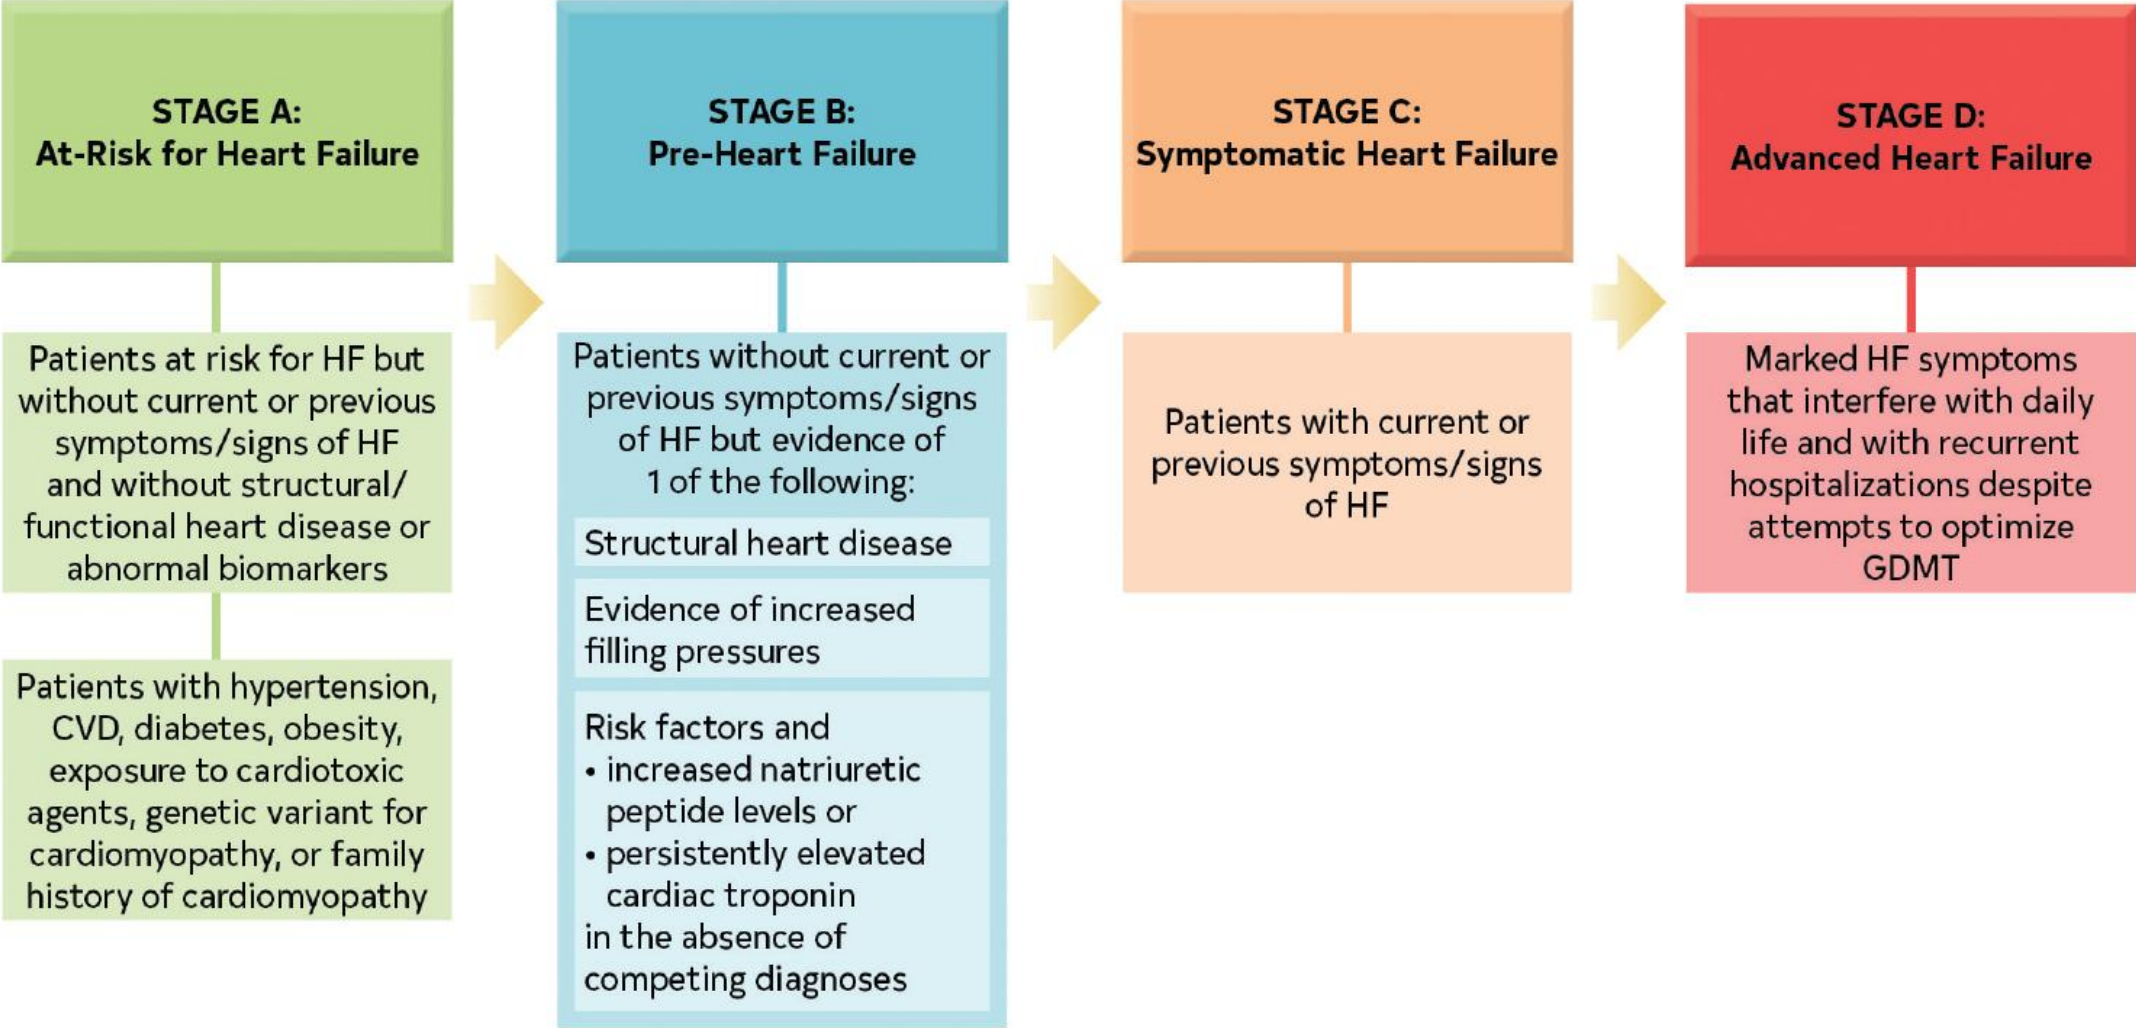 STAGE A:
At-Risk for Heart Failure
Patients at risk for HF but
without current or previous
symptoms/signs of HF
and without structural/
functional heart disease or
abnormal biomarkers
Patients with hypertension,
CVD, diabetes, obesity,
exposure to cardiotoxic
agents, genetic variant for
cardiomyopathy, or family
history of cardiomyopathy
STAGE B:
Pre-Heart Failure
Patients without current or
previous symptoms/signs
of HF but evidence of
1 of the following:
Structural heart disease
Evidence of increased
filling pressures
Risk factors and
• increased natriuretic
peptide levels or
• persistently elevated
cardiac troponin
in the absence of
competing diagnoses
STAGE C:
Symptomatic Heart Failure
Patients with current or
previous symptoms/signs
of HF
STAGE D:
Advanced Heart Failure
Marked HF symptoms
that interfere with daily
life and with recurrent
hospitalizations despite
attempts to optimize
GDMT